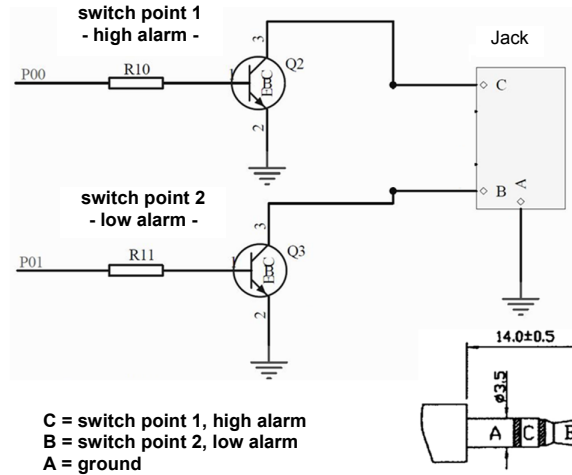 switch point 1
- high alarm -
Jack
P00
R10
1
3
Q2
B C
E
2
C
switch point 2
- low alarm -
B
A
P01
R11
1
3
Q3
B C
E
2
14.0±0.5
ø3.5
A
C
C = switch point 1, high alarm
B = switch point 2, low alarm
A = ground